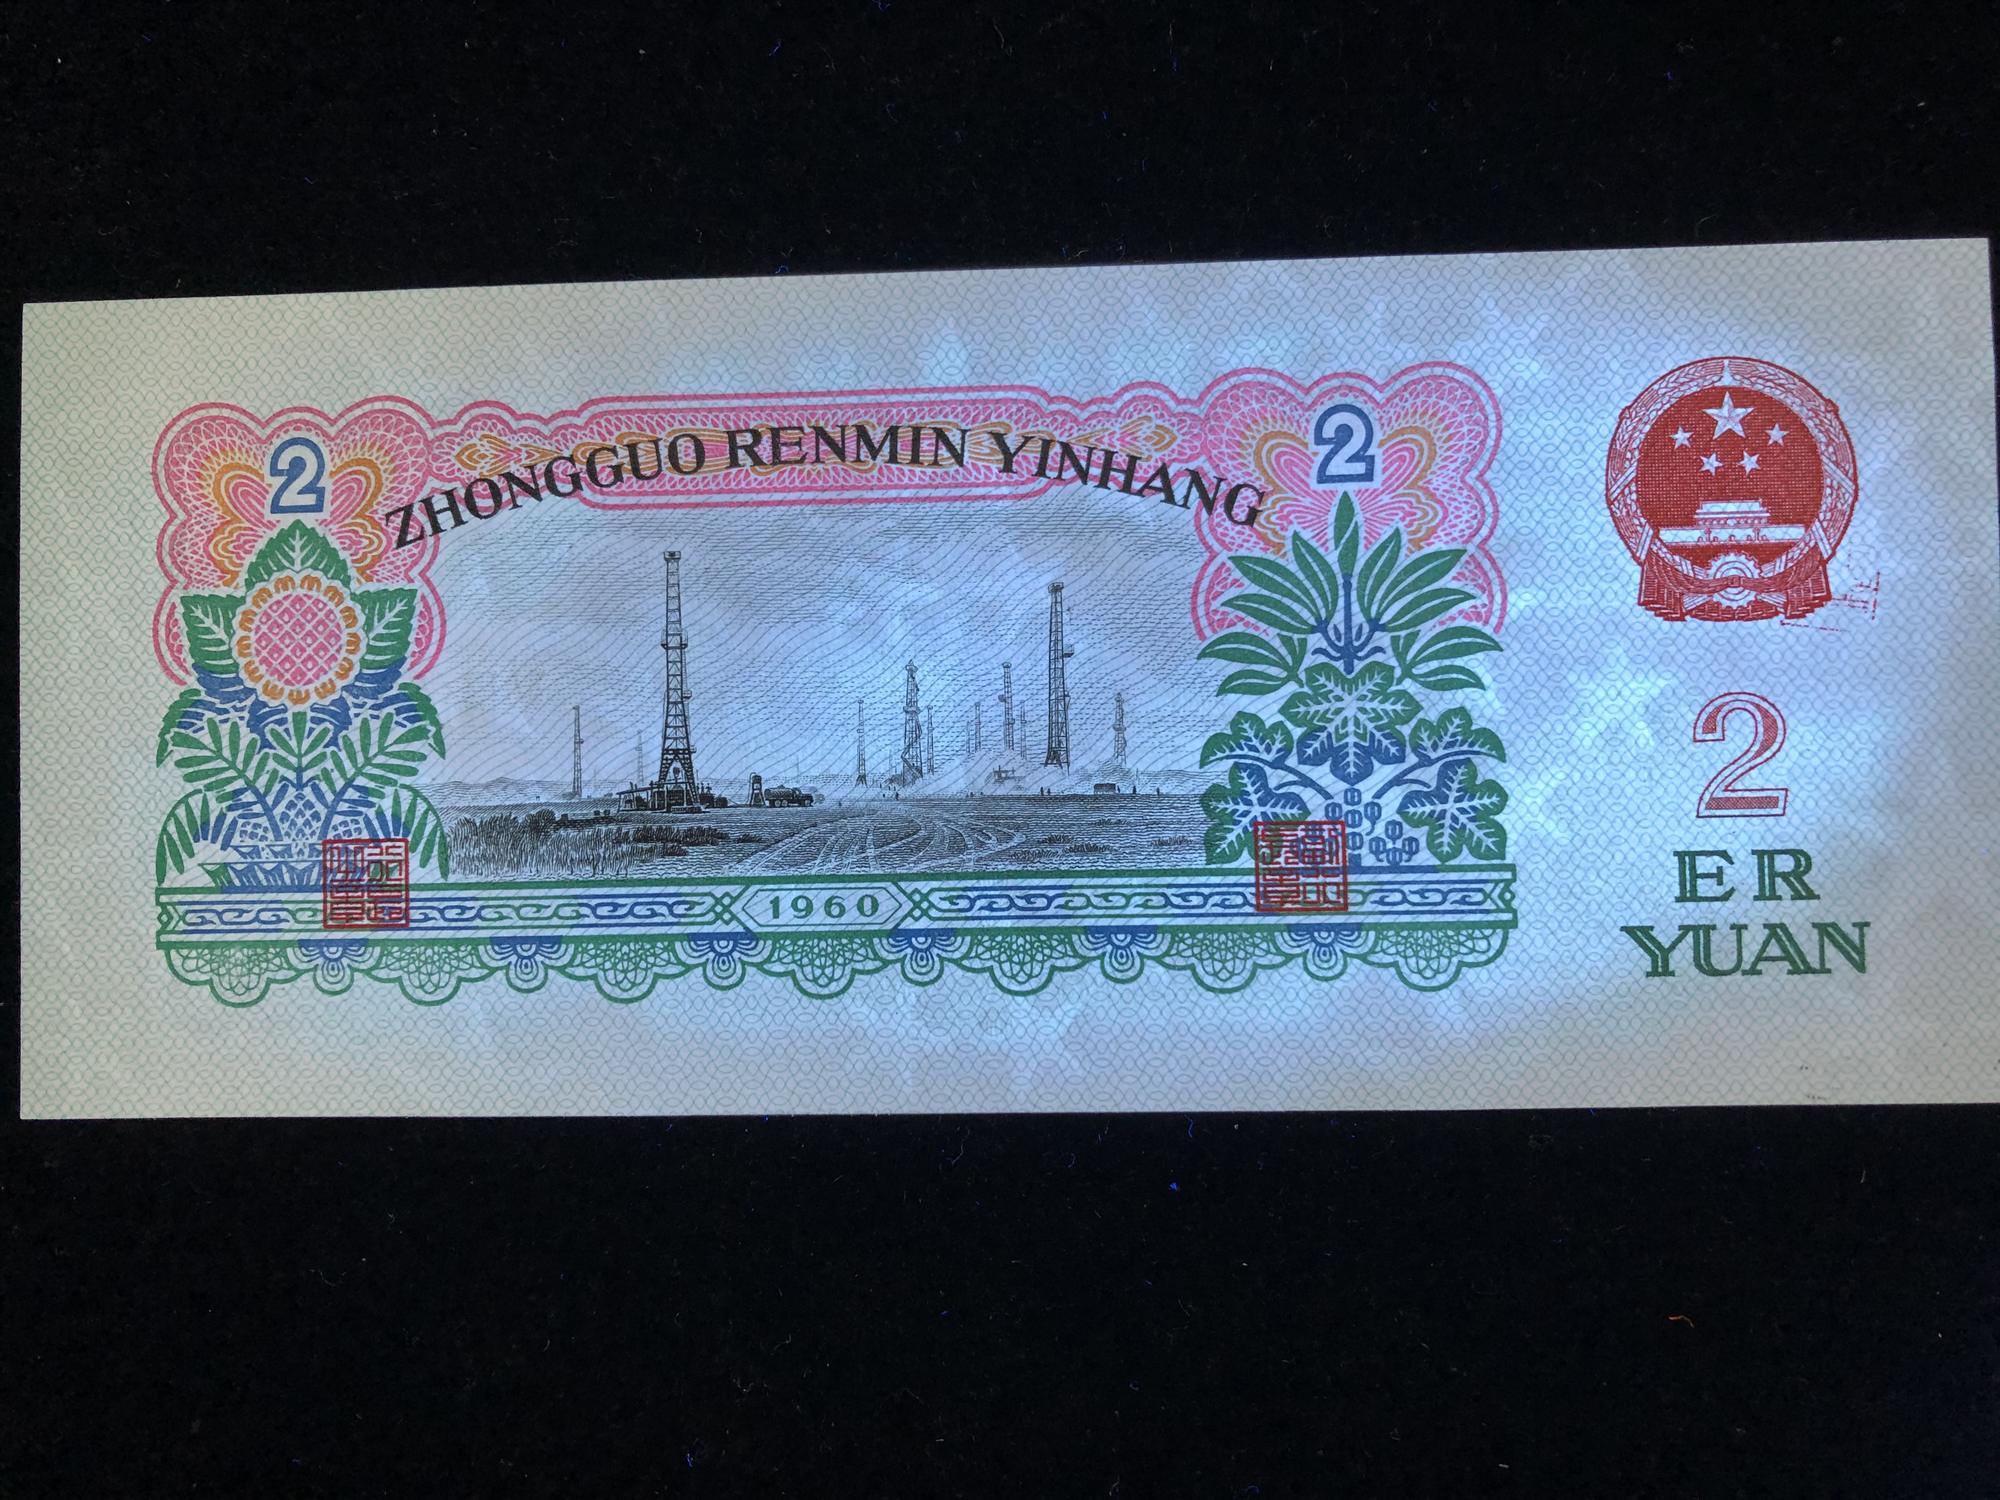 2
2
ZHONGGUO RENMIN YINHANG
2
ER
YUAN
1960